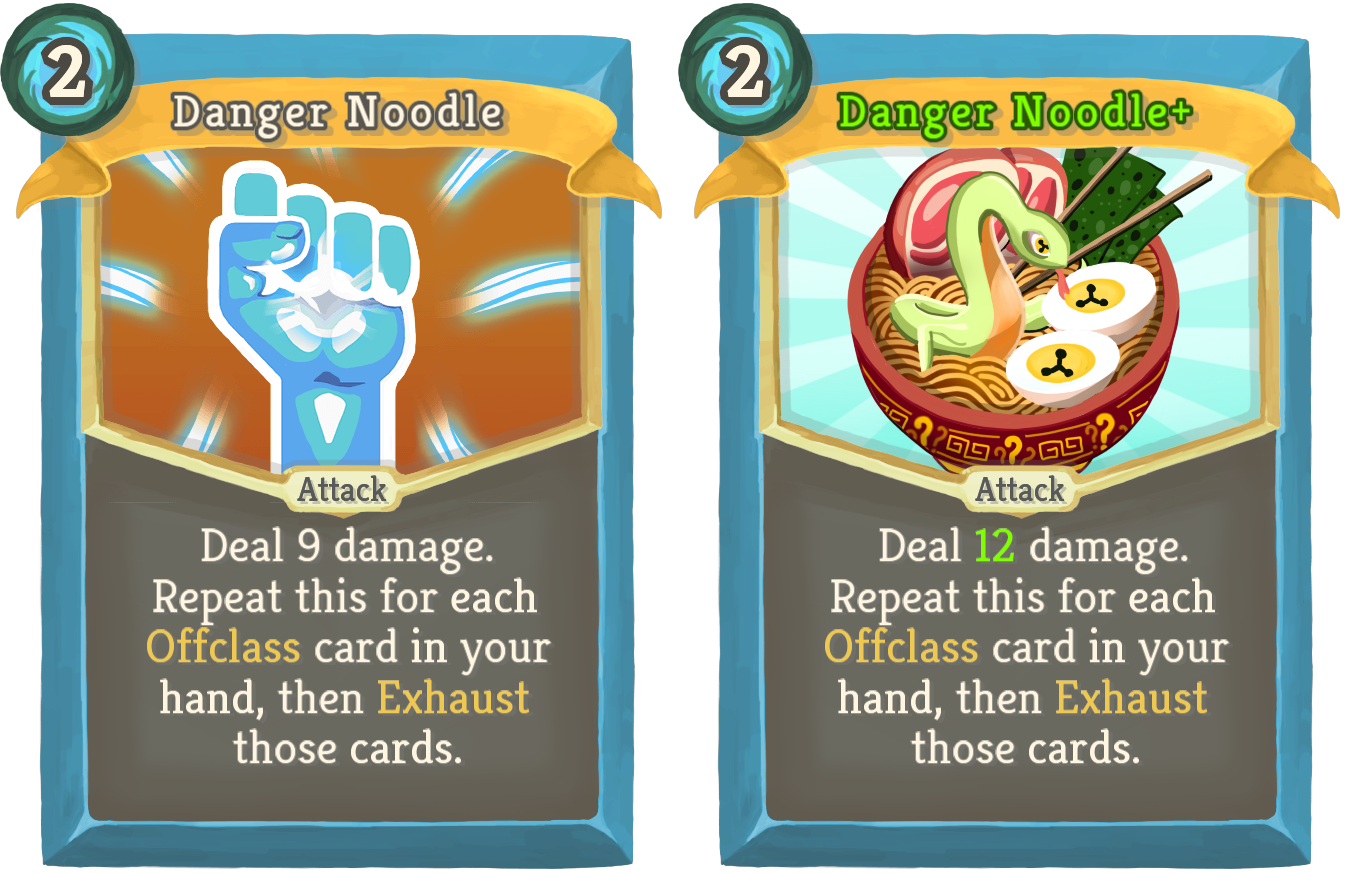 2
Danger Noodle
Attack
Deal 9 damage.
Repeat this for each
Offclass card in your
hand, then Exhaust
those cards.
2
Danger Noodle+
? ? ?
Attack
Deal 12 damage.
Repeat this for each
Offclass card in your
hand, then Exhaust
those cards.